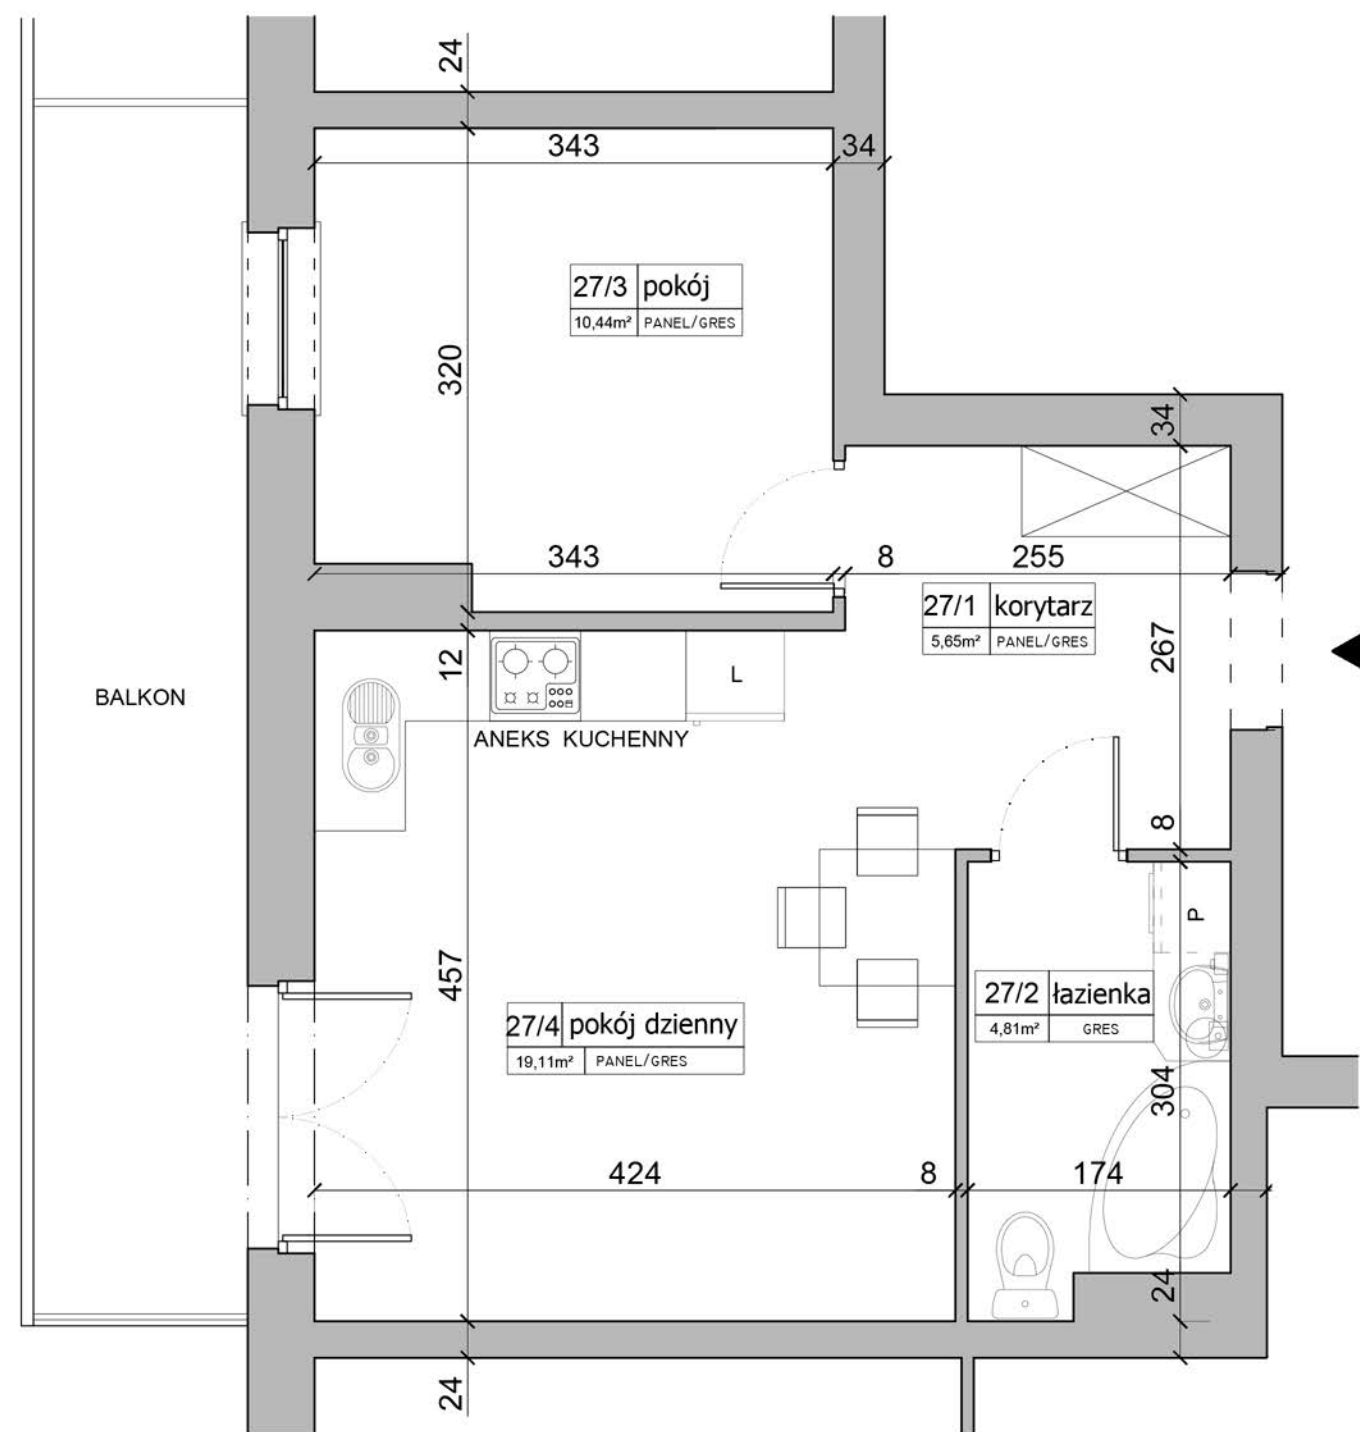 24
343
34
27/3 pokój
10,44m² PANEL/GRES
320
34
343
8
255
27/1 korytarz
5,65m² PANEL/GRES
267
12
L
BALKON
ANEKS KUCHENNY
8
P
457
27/2 łazienka
4,81m² GRES
27/4 pokój dzienny
19,11m² PANEL/GRES
304
424
8
174
24
24